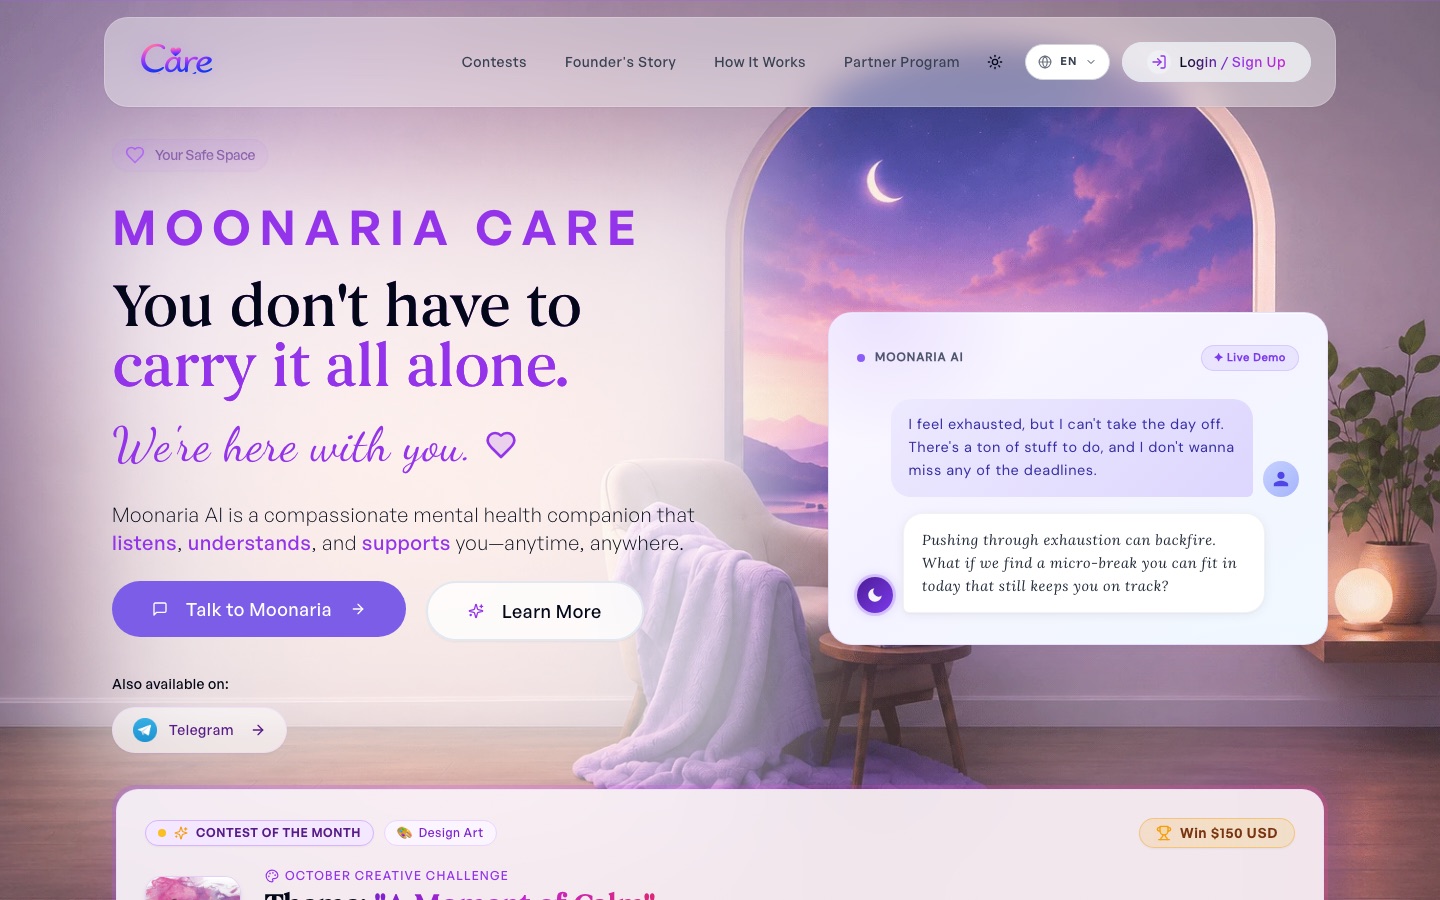 Care
Contests
Founder's Story
How It Works
Partner Program
EN
Login / Sign Up
Your Safe Space
MOONARIA CARE
You don't have to
carry it all alone.
We're here with you.
Moonaria AI is a compassionate mental health companion that
listens, understands, and supports you—anytime, anywhere.
Talk to Moonaria
Learn More
Also available on:
Telegram
MOONARIA AI
Live Demo
I feel exhausted, but I can't take the day off.
There's a ton of stuff to do, and I don't wanna
miss any of the deadlines.
Pushing through exhaustion can backfire.
What if we find a micro-break you can fit in
today that still keeps you on track?
CONTEST OF THE MONTH
Design Art
Win $150 USD
OCTOBER CREATIVE CHALLENGE
Theme: "A Moment of Calm"